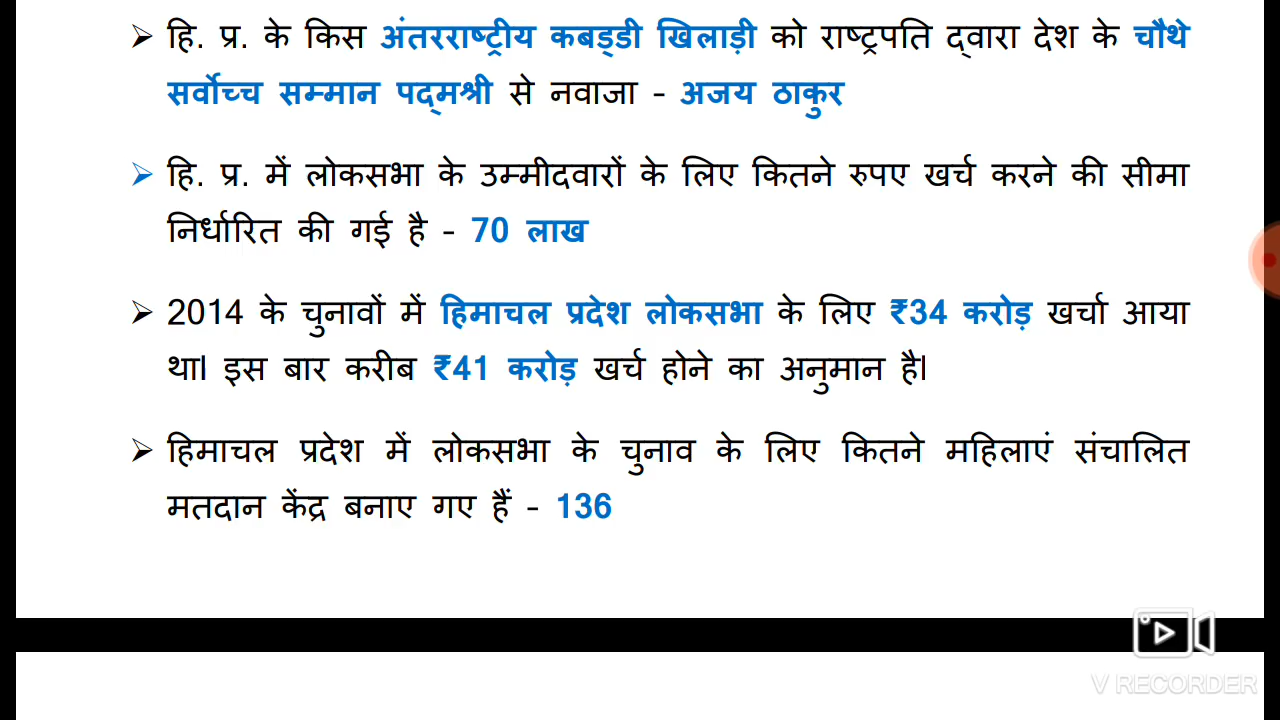 ➢ हि. प्र. के किस अंतरराष्ट्रीय कबड्डी खिलाड़ी को राष्ट्रपति द्वारा देश के चौथे
सर्वोच्च सम्मान पद्मश्री से नवाजा - अजय ठाकुर
➢ हि. प्र. में लोकसभा के उम्मीदवारों के लिए कितने रुपए खर्च करने की सीमा
निर्धारित की गई है - 70 लाख
➢ 2014 के चुनावों में हिमाचल प्रदेश लोकसभा के लिए ₹34 करोड़ खर्चा आया
था। इस बार करीब ₹41 करोड़ खर्च होने का अनुमान है।
➢ हिमाचल प्रदेश में लोकसभा के चुनाव के लिए कितने महिलाएं संचालित
मतदान केंद्र बनाए गए हैं - 136
V RECORDER